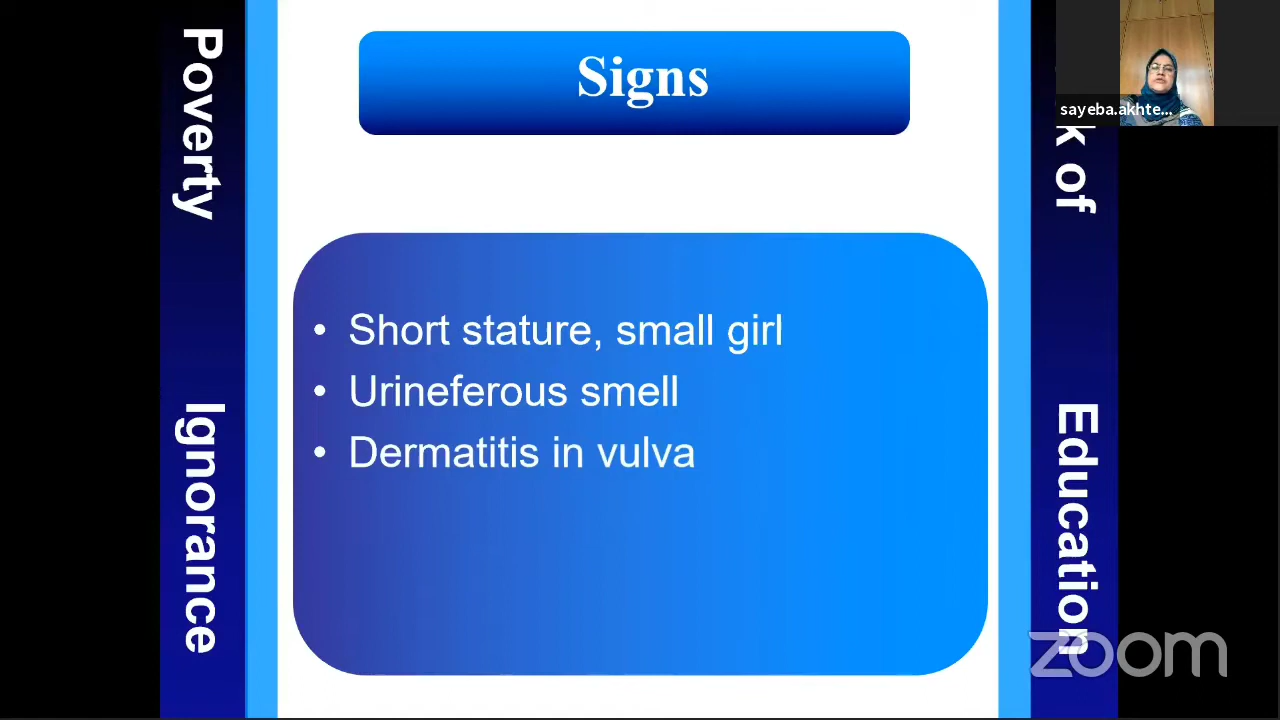 Poverty
Ignorance
Signs
• Short stature, small girl
• Urineferous smell
• Dermatitis in vulva
sayeba.akhte...
k of
Education
zoom